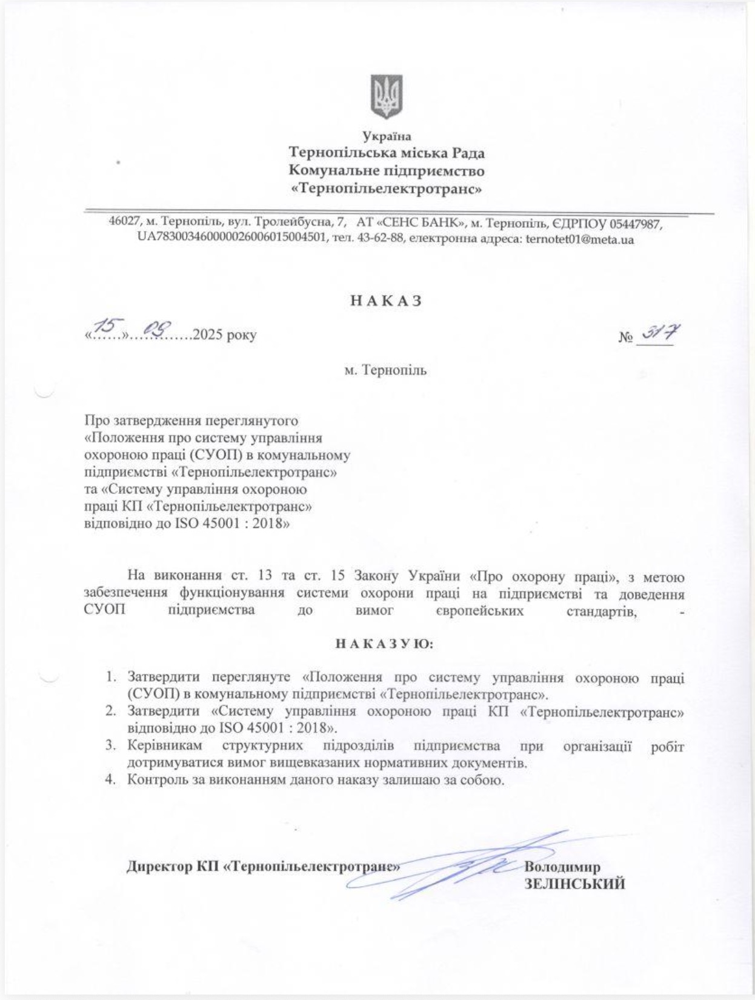 Україна
Тернопільська міська Рада
Комунальне підприємство
«Тернопільелектротранс»
46027, м. Тернопіль, вул. Тролейбусна, 7, АТ «СЕНС БАНК», м. Тернопіль, ЄДРПОУ 05447987,
UA783003460000026006015004501, тел. 43-62-88, електронна адреса: ternotet01@meta.ua
Н А К А З
«15» 09 2025 року № 317
м. Тернопіль
Про затвердження переглянутого
«Положення про систему управління
охороною праці (СУОП) в комунальному
підприємстві «Тернопільелектротранс»
та «Систему управління охороною
праці КП «Тернопільелектротранс»
відповідно до ISO 45001 : 2018»
На виконання ст. 13 та ст. 15 Закону України «Про охорону праці», з метою
забезпечення функціонування системи охорони праці на підприємстві та доведення
СУОП підприємства до вимог європейських стандартів, -
Н А К А З У Ю:
1. Затвердити переглянуте «Положення про систему управління охороною праці
(СУОП) в комунальному підприємстві «Тернопільелектротранс».
2. Затвердити «Систему управління охороною праці КП «Тернопільелектротранс»
відповідно до ISO 45001 : 2018».
3. Керівникам структурних підрозділів підприємства при організації робіт
дотримуватися вимог вищевказаних нормативних документів.
4. Контроль за виконанням даного наказу залишаю за собою.
Директор КП «Тернопільелектротранс» Володимир
ЗЕЛІНСЬКИЙ